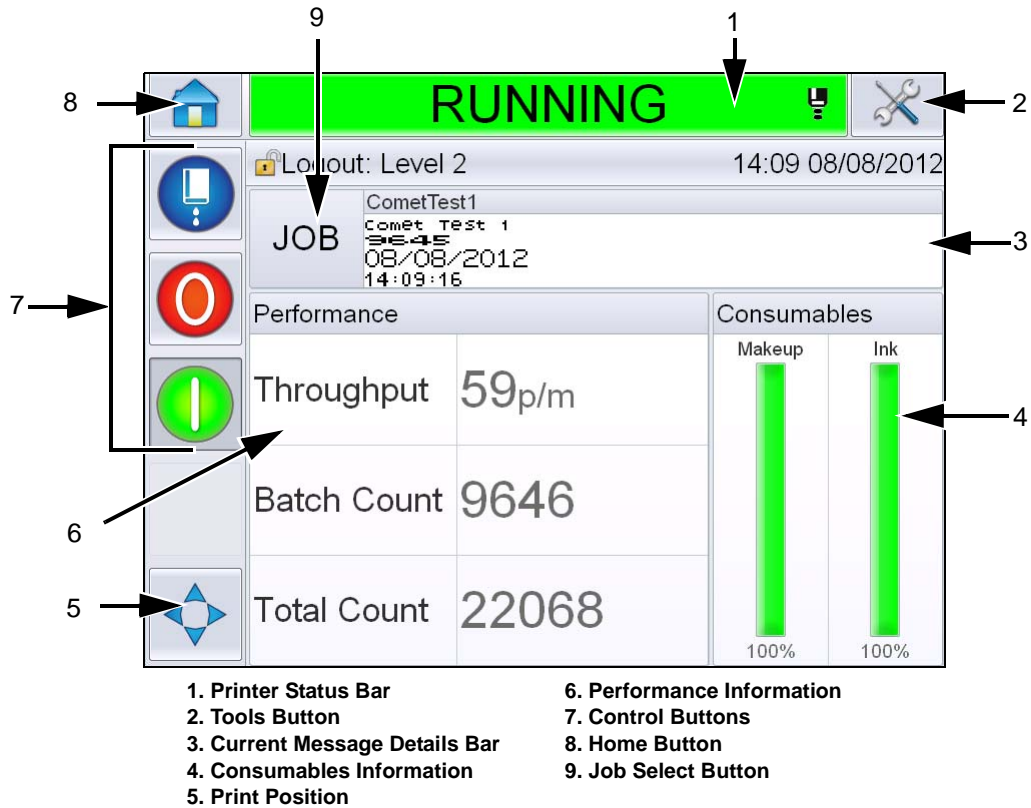 9
1
8
RUNNING
2
Logout: Level 2
14:09 08/08/2012
JOB
CometTest1
Comet Test 1
9645
08/08/2012
14:09:16
3
7
Performance
Consumables
Makeup
Ink
Throughput
59p/m
4
Batch Count
9646
6
5
Total Count
22068
100%
100%
1. Printer Status Bar
2. Tools Button
3. Current Message Details Bar
4. Consumables Information
5. Print Position
6. Performance Information
7. Control Buttons
8. Home Button
9. Job Select Button